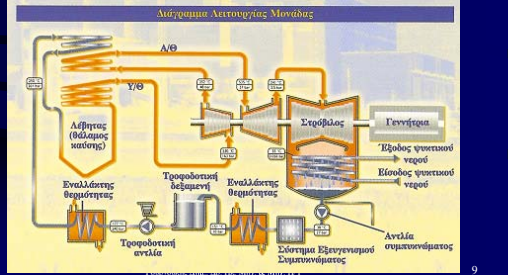 Διάγραμμα Λειτουργίας Μονάδας
Α/Θ
Υ/Θ
Λέβητας
(θάλαμος
καύσης)
Στρόβιλος
Γεννήτρια
Έξοδος ψυκτικού
νερού
Είσοδος ψυκτικού
νερού
Εναλλάκτης
θερμότητας
Τροφοδοτική
δεξαμενή
Εναλλάκτης
θερμότητας
Τροφοδοτική
αντλία
Σύστημα Εξευγενισμού
Συμπυκνώματος
Αντλία
συμπυκνώματος
9